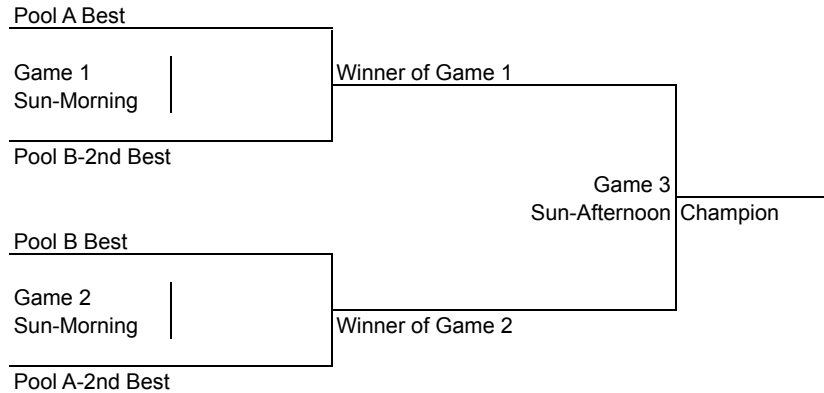 Pool A Best
Game 1
Sun-Morning
Winner of Game 1
Pool B-2nd Best
Game 3
Sun-Afternoon
Champion
Pool B Best
Game 2
Sun-Morning
Winner of Game 2
Pool A-2nd Best